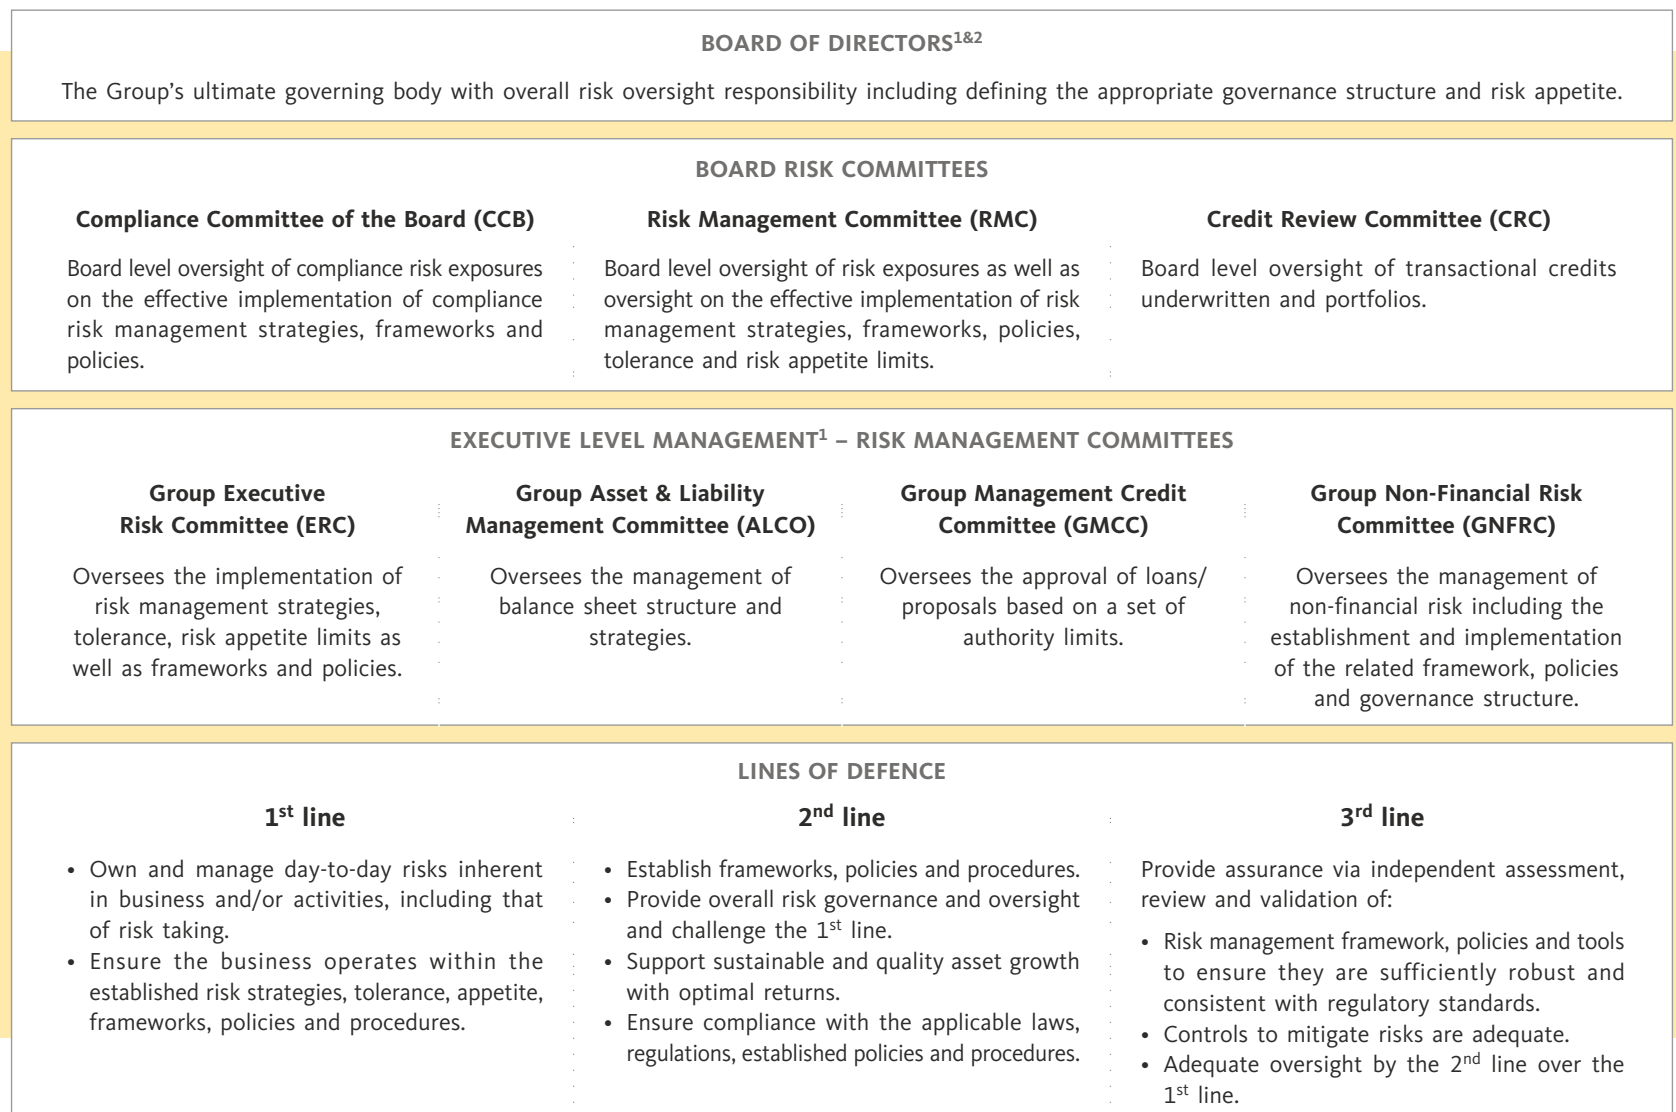 BOARD OF DIRECTORS1&2
The Group’s ultimate governing body with overall risk oversight responsibility including defining the appropriate governance structure and risk appetite.
BOARD RISK COMMITTEES
Compliance Committee of the Board (CCB)
Board level oversight of compliance risk exposures
on the effective implementation of compliance
risk management strategies, frameworks and
policies.
Risk Management Committee (RMC)
Board level oversight of risk exposures as well as
oversight on the effective implementation of risk
management strategies, frameworks, policies,
tolerance and risk appetite limits.
Credit Review Committee (CRC)
Board level oversight of transactional credits
underwritten and portfolios.
EXECUTIVE LEVEL MANAGEMENT1 – RISK MANAGEMENT COMMITTEES
Group Executive
Risk Committee (ERC)
Oversees the implementation of
risk management strategies,
tolerance, risk appetite limits as
well as frameworks and policies.
Group Asset & Liability
Management Committee (ALCO)
Oversees the management of
balance sheet structure and
strategies.
Group Management Credit
Committee (GMCC)
Oversees the approval of loans/
proposals based on a set of
authority limits.
Group Non-Financial Risk
Committee (GNFRC)
Oversees the management of
non-financial risk including the
establishment and implementation
of the related framework, policies
and governance structure.
LINES OF DEFENCE
1st line
• Own and manage day-to-day risks inherent
in business and/or activities, including that
of risk taking.
• Ensure the business operates within the
established risk strategies, tolerance, appetite,
frameworks, policies and procedures.
2nd line
• Establish frameworks, policies and procedures.
• Provide overall risk governance and oversight
and challenge the 1st line.
• Support sustainable and quality asset growth
with optimal returns.
• Ensure compliance with the applicable laws,
regulations, established policies and procedures.
3rd line
Provide assurance via independent assessment,
review and validation of:
• Risk management framework, policies and tools
to ensure they are sufficiently robust and
consistent with regulatory standards.
• Controls to mitigate risks are adequate.
• Adequate oversight by the 2nd line over the
1st line.